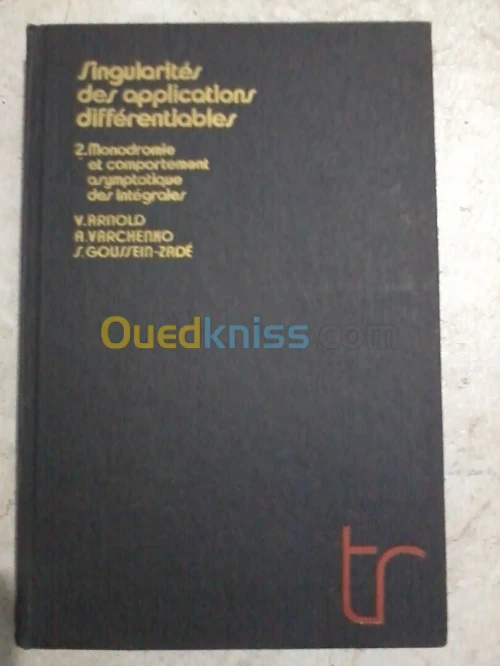 Singularités
des applications
différentiables
2.Monodromie
et comportement
asymptotique
des intégrales
V.ARNOLD
A.VARCHENKO
S.GOUSSEIN-ZADÉ
Ouedkniss.com
tr